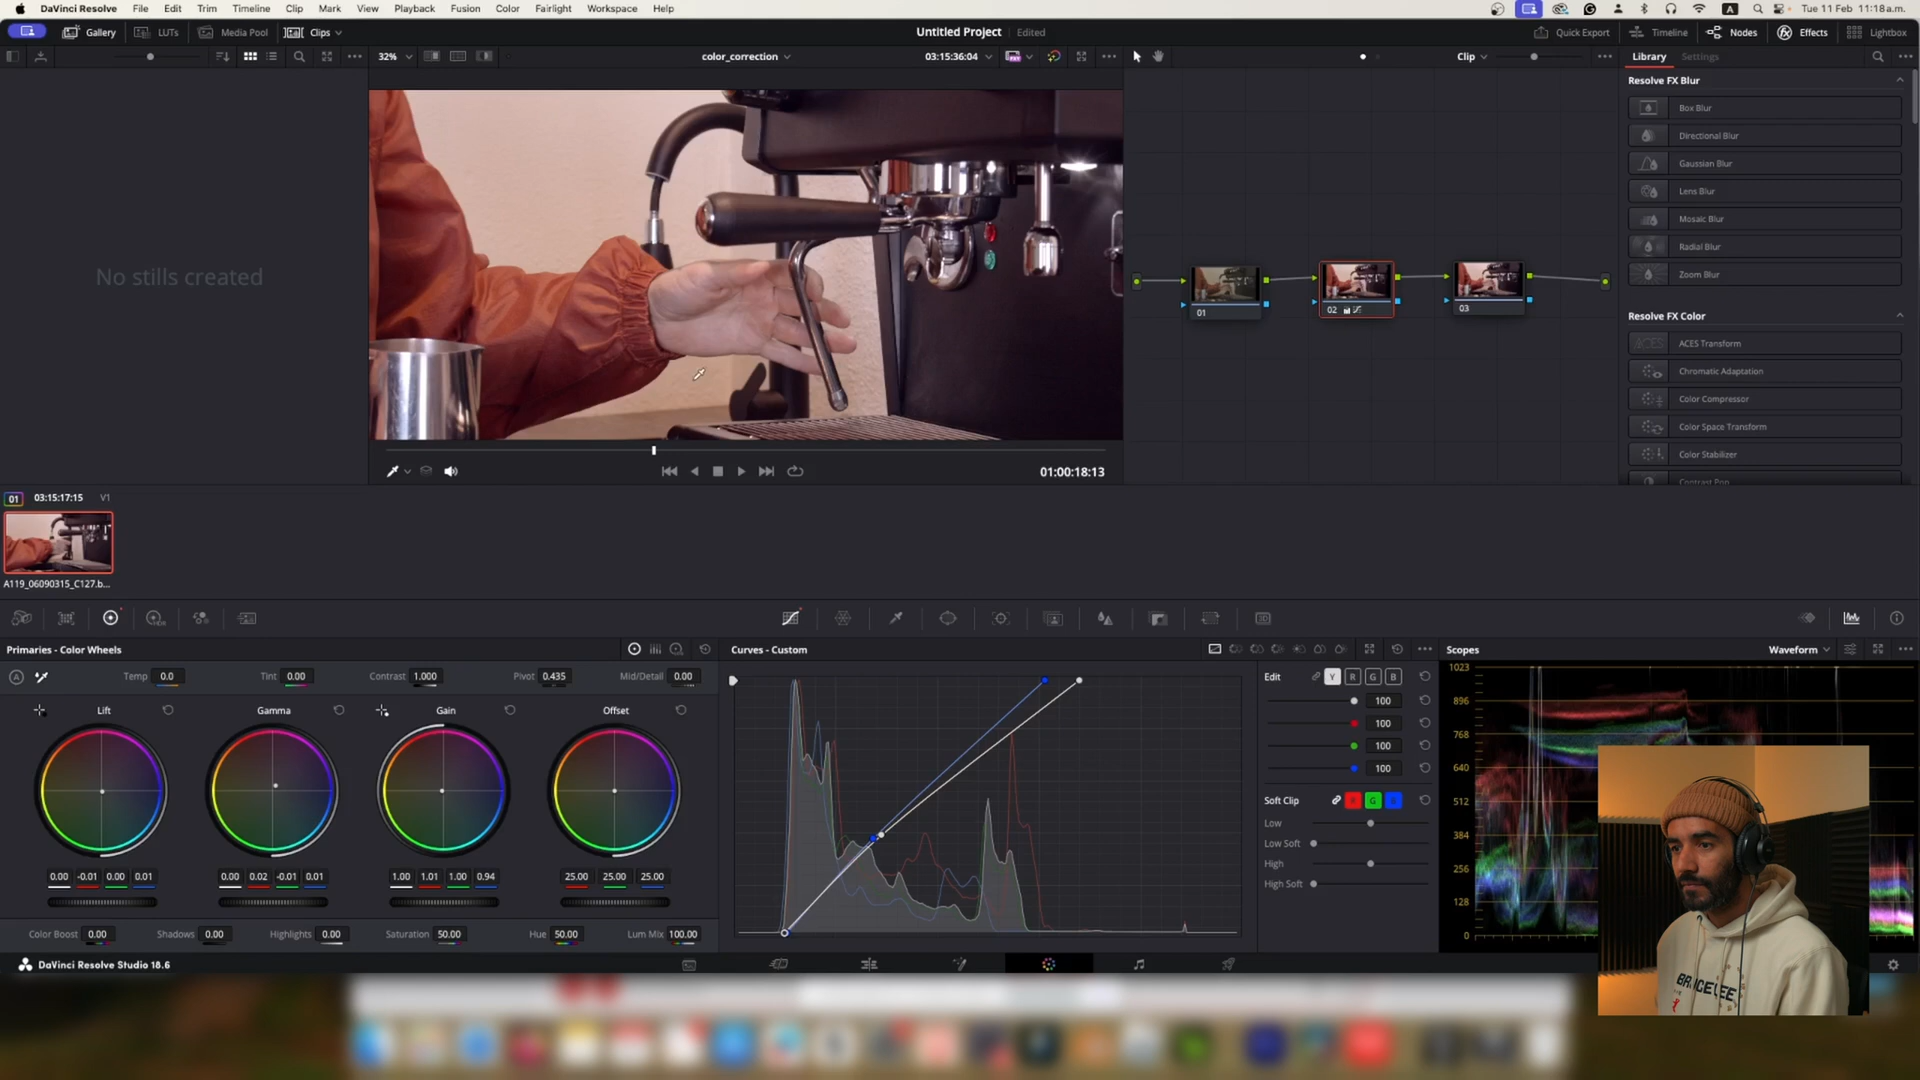 DaVinci Resolve File Edit Trim Timeline Clip Mark View Playback Fusion Color Fairlight Workspace Help
A Tue 11 Feb 11:18 a.m.
Gallery LUTs Media Pool Clips Untitled Project Edited Quick Export Timeline Nodes Effects Lightbox
32% color_correction 03:15:36:04 Clip Library Settings
Resolve FX Blur
Box Blur
Directional Blur
Gaussian Blur
Lens Blur
Mosaic Blur
Radial Blur
Zoom Blur
Resolve FX Color
ACES Transform
Chromatic Adaptation
Color Compressor
Color Space Transform
Color Stabilizer
Contrast Pop
No stills created
01
02
03
01:00:18:13
01 03:15:17:15 V1
A119_06090315_C127.b...
Primaries - Color Wheels
Temp 0.0 Tint 0.00 Contrast 1.000 Pivot 0.435 Mid/Detail 0.00
Lift Gamma Gain Offset
0.00 -0.01 0.00 0.01 0.00 0.02 -0.01 0.01 1.00 1.01 1.00 0.94 25.00 25.00 25.00
Color Boost 0.00 Shadows 0.00 Highlights 0.00 Saturation 50.00 Hue 50.00 Lum Mix 100.00
Curves - Custom
Edit Y R G B
100
100
100
100
Soft Clip R G
Low
Low Soft
High
High Soft
Scopes Waveform
1023
896
768
640
512
384
256
128
0
BRUCE LEE
DaVinci Resolve Studio 18.6